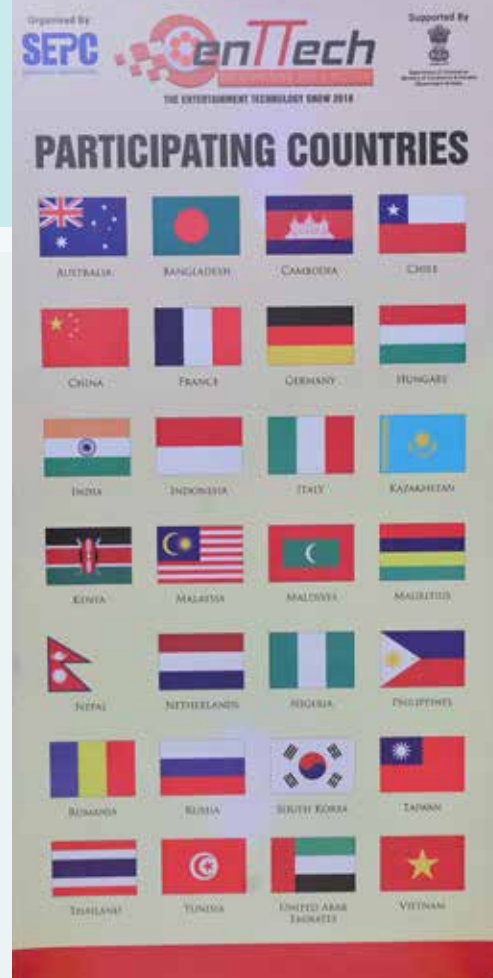 Organised By
SEPC
enTTech
THE ENTERTAINMENT TECHNOLOGY SHOW 2018
Supported By
PARTICIPATING COUNTRIES
AUSTRALIA
BANGLADESH
CAMBODIA
CHILE
CHINA
FRANCE
GERMANY
HUNGARY
INDIA
INDONESIA
ITALY
KAZAKHSTAN
KENYA
MALAYSIA
MALDIVES
MAURITIUS
NEPAL
NETHERLANDS
NIGERIA
PHILIPPINES
ROMANIA
RUSSIA
SOUTH KOREA
TAIWAN
THAILAND
TUNISIA
UNITED ARAB
EMIRATES
VIETNAM